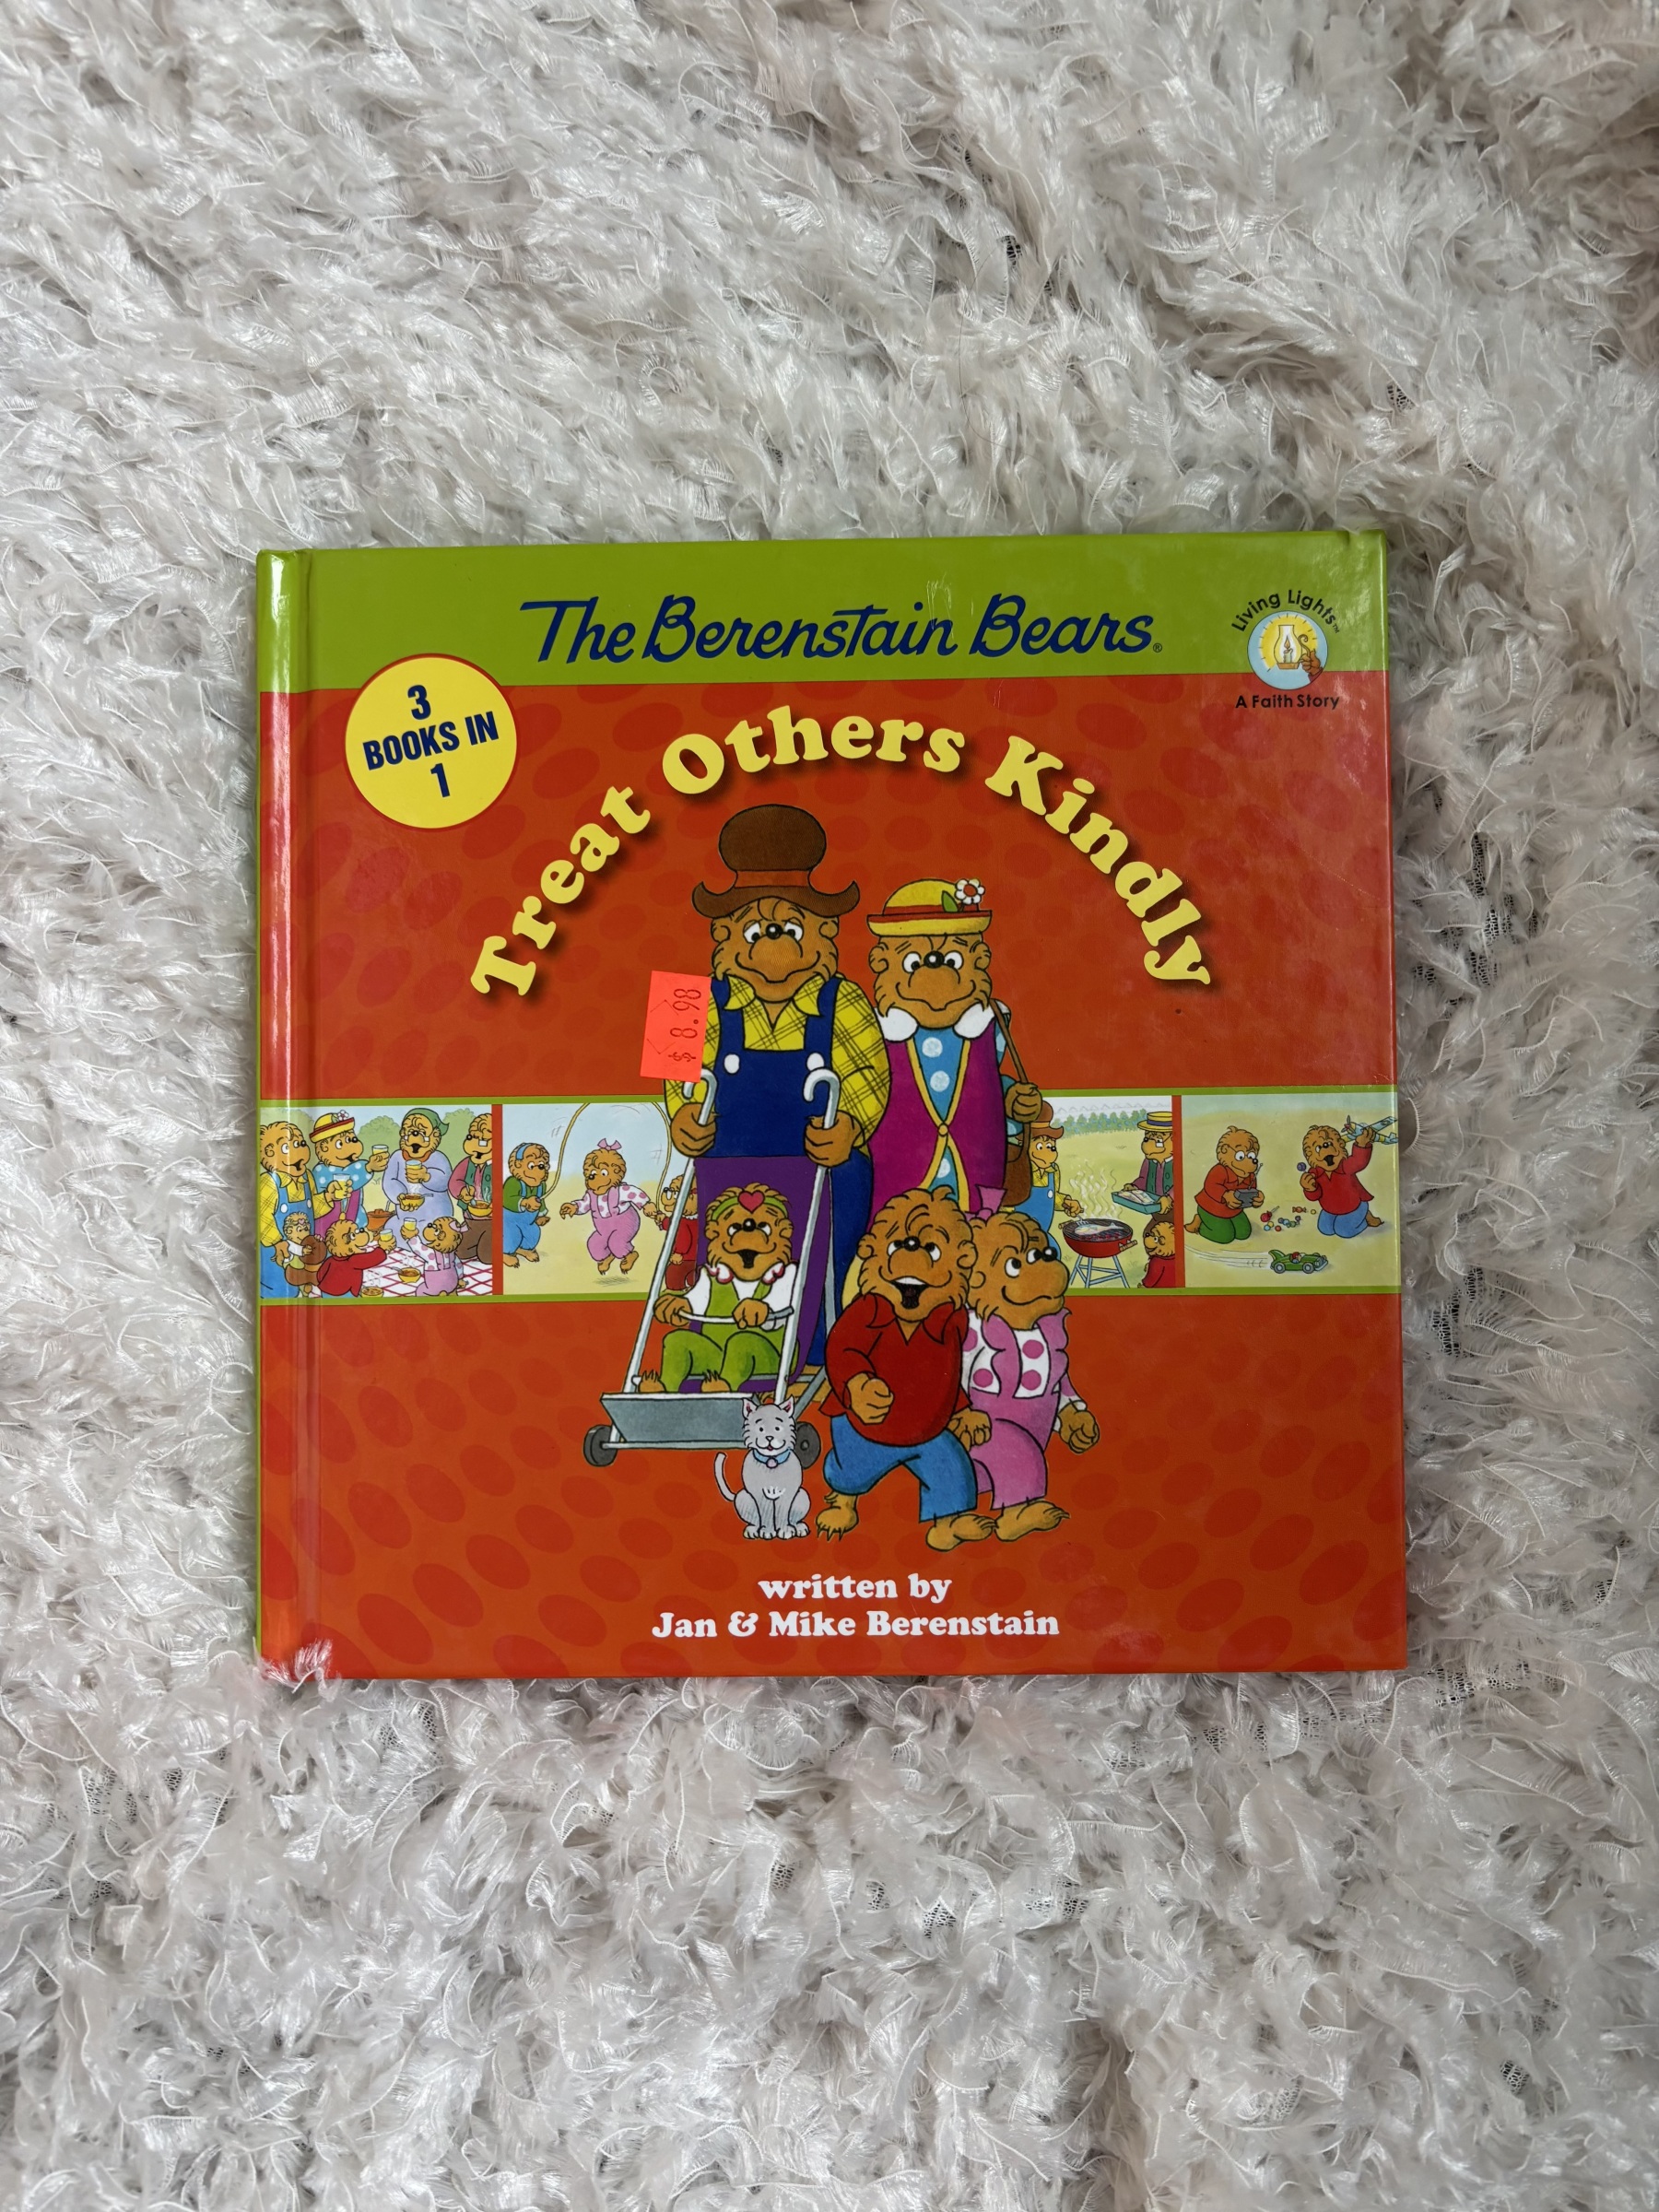 The Berenstain Bears®
Living Lights™
A Faith Story
3
BOOKS IN
1
Treat Others Kindly
$8.98
written by
Jan & Mike Berenstain